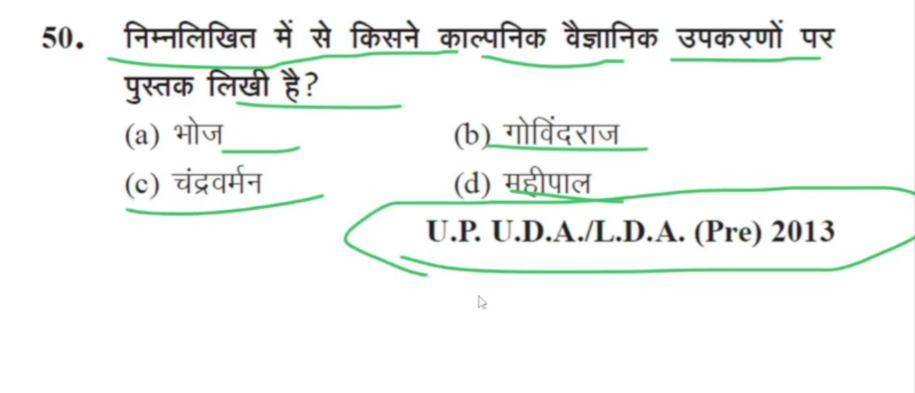 50. निम्नलिखित में से किसने काल्पनिक वैज्ञानिक उपकरणों पर
पुस्तक लिखी है?
(a) भोज (b) गोविंदराज
(c) चंद्रवर्मन (d) महीपाल
U.P. U.D.A./L.D.A. (Pre) 2013